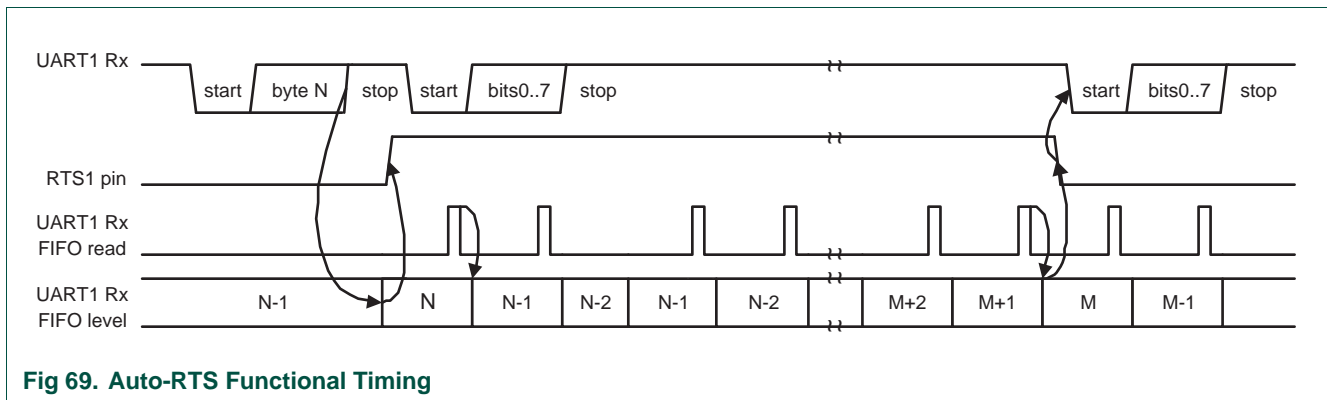 UART1 Rx
start byte N stop start bits0..7 stop start bits0..7 stop
RTS1 pin
UART1 Rx
FIFO read
UART1 Rx
FIFO level
N-1 N N-1 N-2 N-1 N-2 M+2 M+1 M M-1
Fig 69. Auto-RTS Functional Timing